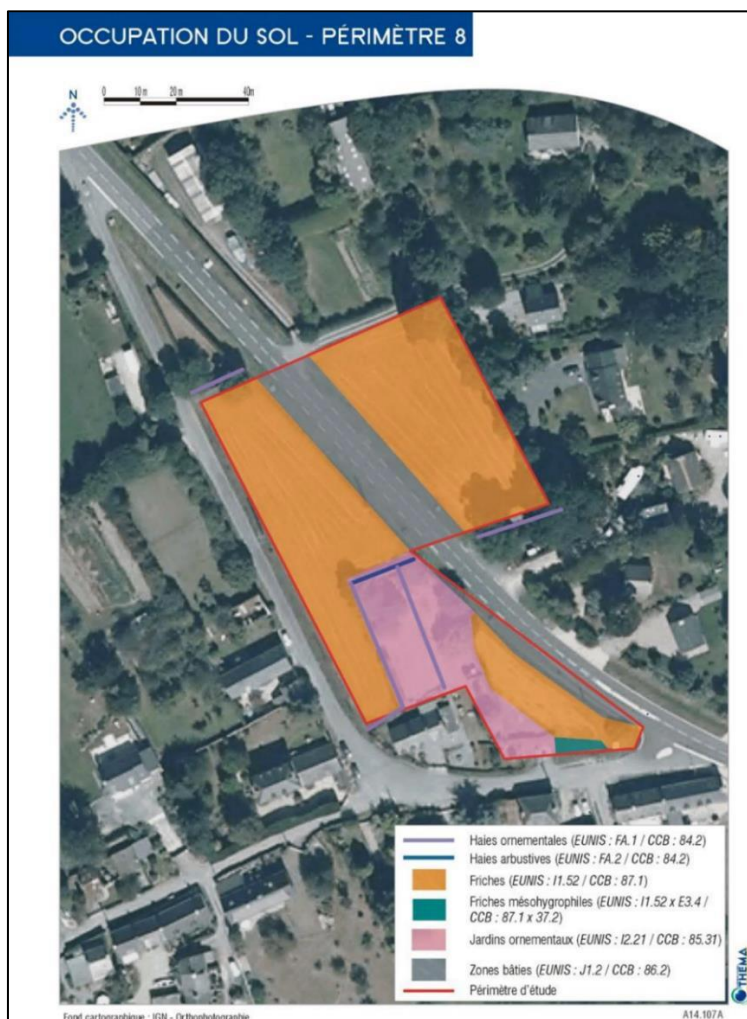 OCCUPATION DU SOL - PÉRIMÈTRE 8
N
0 10 m 20 m 40m
Haies ornementales (EUNIS : FA.1 / CCB : 84.2)
Haies arbustives (EUNIS : FA.2 / CCB : 84.2)
Friches (EUNIS : I1.52 / CCB : 87.1)
Friches mésohygrophiles (EUNIS : I1.52 x E3.4 /
CCB : 87.1 x 37.2)
Jardins ornementaux (EUNIS : I2.21 / CCB : 85.31)
Zones bâties (EUNIS : J1.2 / CCB : 86.2)
Périmètre d'étude
THEMA
Fond cartographique : IGN - Orthophotographie
A14.107A